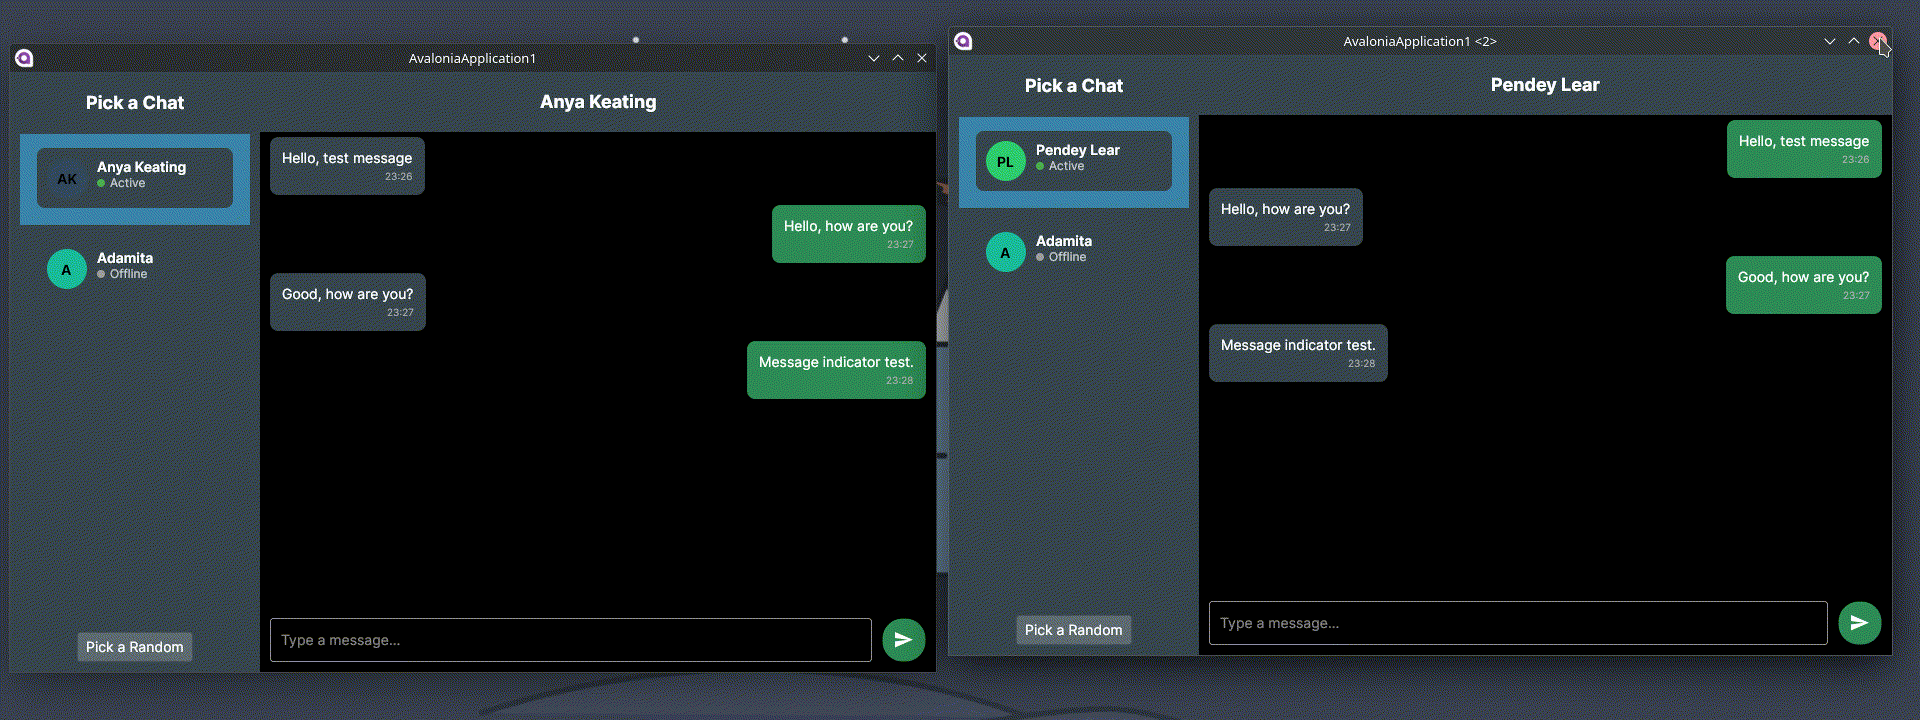 AvaloniaApplication1
Pick a Chat
Anya Keating
AK
Anya Keating
Active
A
Adamita
Offline
Pick a Random
Hello, test message
23:26
Hello, how are you?
23:27
Good, how are you?
23:27
Message indicator test.
23:28
Type a message...
AvaloniaApplication1 <2>
Pick a Chat
Pendey Lear
PL
Pendey Lear
Active
A
Adamita
Offline
Pick a Random
Hello, test message
23:26
Hello, how are you?
23:27
Good, how are you?
23:27
Message indicator test.
23:28
Type a message...